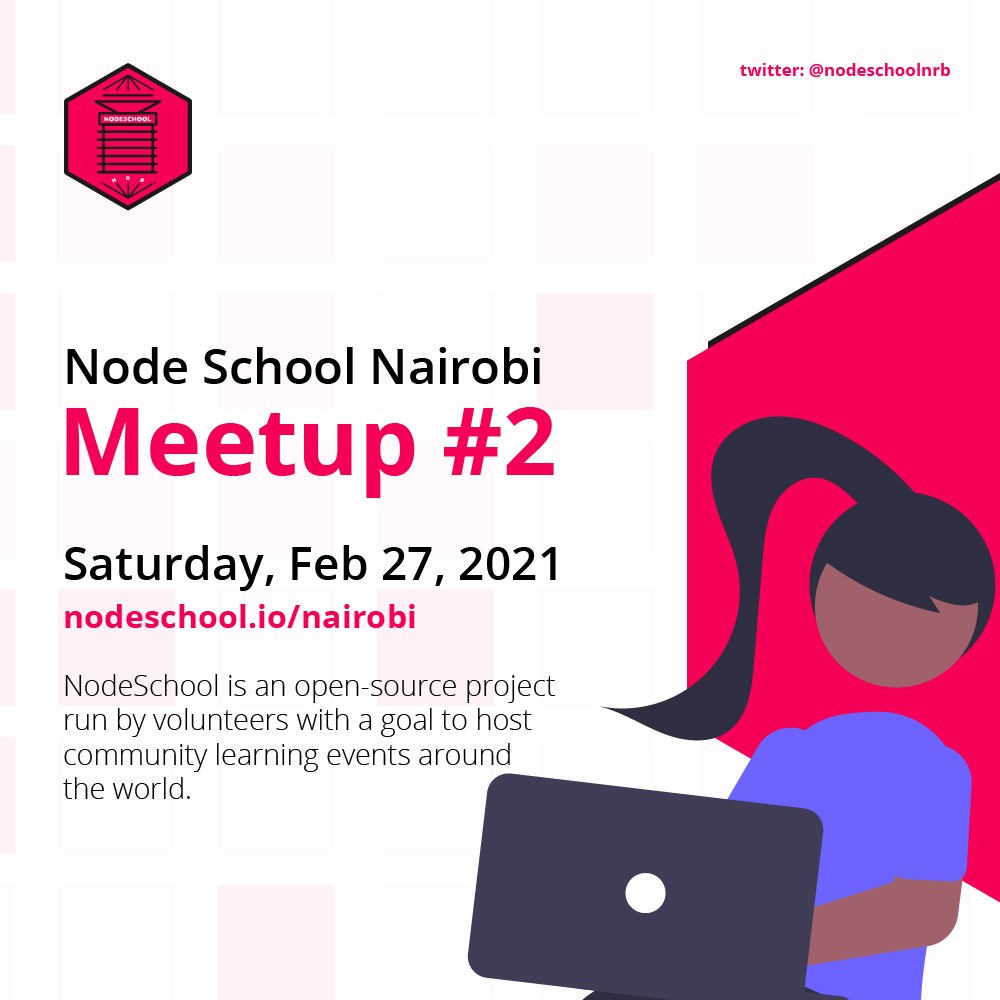 twitter: @nodeschoolnrb
NODESCHOOL
N R B
Node School Nairobi
Meetup #2
Saturday, Feb 27, 2021
nodeschool.io/nairobi
NodeSchool is an open-source project
run by volunteers with a goal to host
community learning events around
the world.